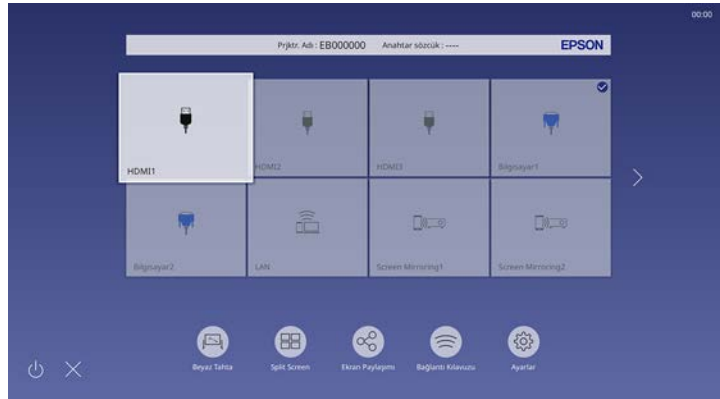 00:00
Prjktr. Adı : EB000000 Anahtar sözcük : ---- EPSON
HDMI1 HDMI2 HDMI3 Bilgisayar1
Bilgisayar2 LAN Screen Mirroring1 Screen Mirroring2
Beyaz Tahta Split Screen Ekran Paylaşımı Bağlantı Kılavuzu Ayarlar